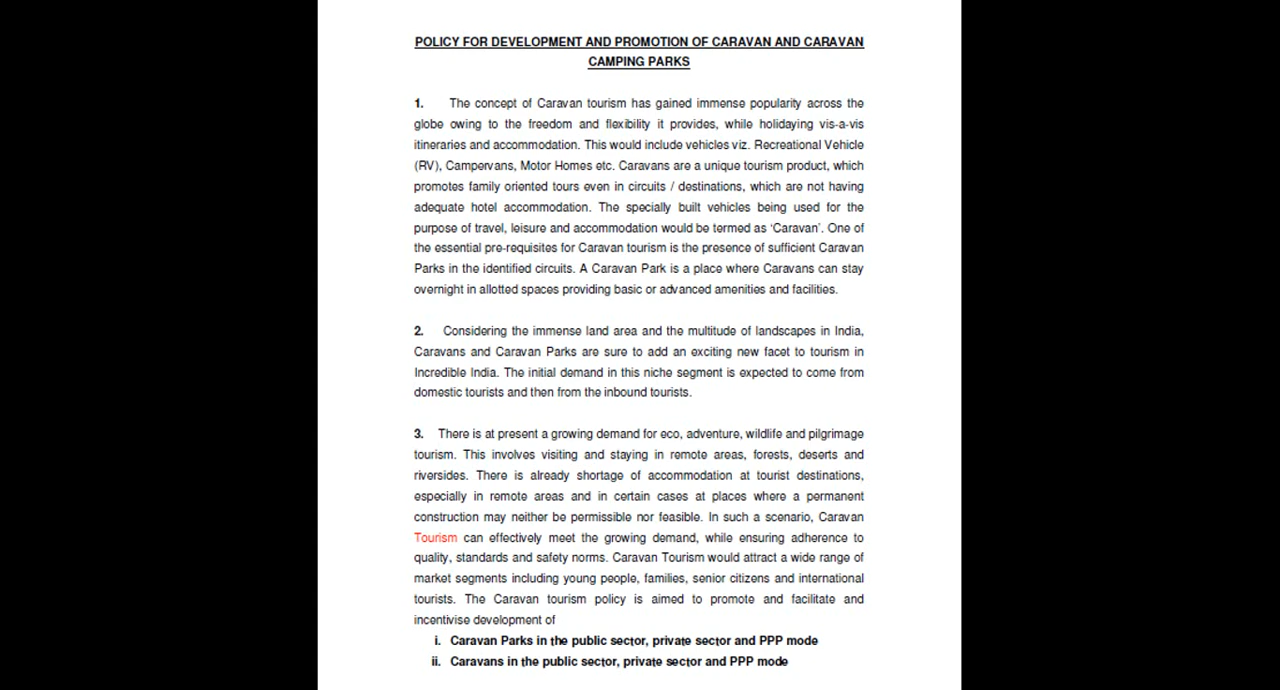 POLICY FOR DEVELOPMENT AND PROMOTION OF CARAVAN AND CARAVAN
CAMPING PARKS
1. The concept of Caravan tourism has gained immense popularity across the
globe owing to the freedom and flexibility it provides, while holidaying vis-a-vis
itineraries and accommodation. This would include vehicles viz. Recreational Vehicle
(RV), Campervans, Motor Homes etc. Caravans are a unique tourism product, which
promotes family oriented tours even in circuits / destinations, which are not having
adequate hotel accommodation. The specially built vehicles being used for the
purpose of travel, leisure and accommodation would be termed as ‘Caravan’. One of
the essential pre-requisites for Caravan tourism is the presence of sufficient Caravan
Parks in the identified circuits. A Caravan Park is a place where Caravans can stay
overnight in allotted spaces providing basic or advanced amenities and facilities.
2. Considering the immense land area and the multitude of landscapes in India,
Caravans and Caravan Parks are sure to add an exciting new facet to tourism in
Incredible India. The initial demand in this niche segment is expected to come from
domestic tourists and then from the inbound tourists.
3. There is at present a growing demand for eco, adventure, wildlife and pilgrimage
tourism. This involves visiting and staying in remote areas, forests, deserts and
riversides. There is already shortage of accommodation at tourist destinations,
especially in remote areas and in certain cases at places where a permanent
construction may neither be permissible nor feasible. In such a scenario, Caravan
Tourism can effectively meet the growing demand, while ensuring adherence to
quality, standards and safety norms. Caravan Tourism would attract a wide range of
market segments including young people, families, senior citizens and international
tourists. The Caravan tourism policy is aimed to promote and facilitate and
incentivise development of
i. Caravan Parks in the public sector, private sector and PPP mode
ii. Caravans in the public sector, private sector and PPP mode